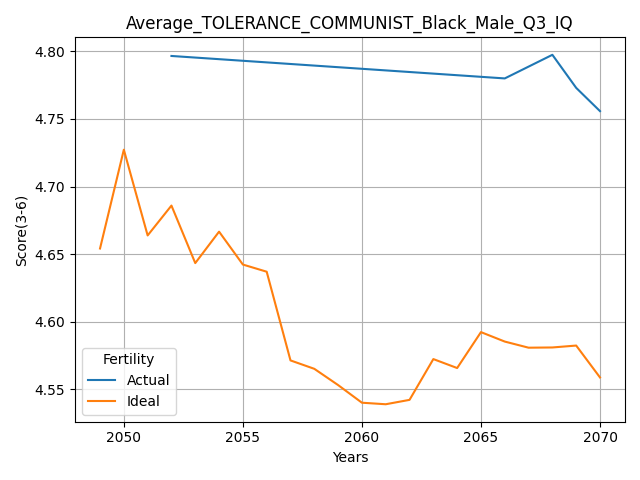 Average_TOLERANCE_COMMUNIST_Black_Male_Q3_IQ
Score(3-6)
4.80
4.75
4.70
4.65
4.60
4.55
Fertility
Actual
Ideal
2050 2055 2060 2065 2070
Years